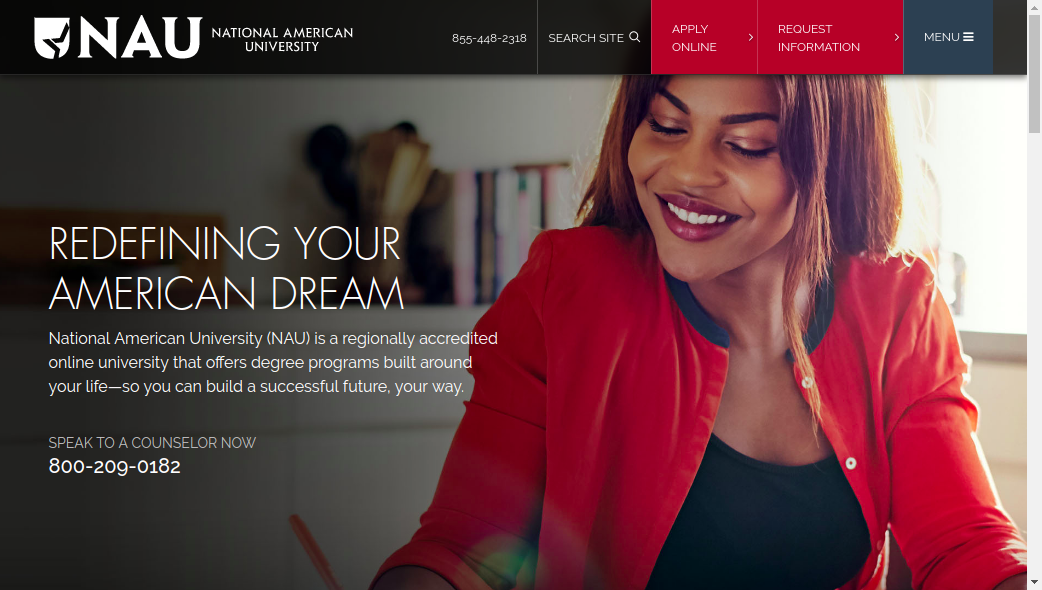 NAU NATIONAL AMERICAN
UNIVERSITY
855-448-2318
SEARCH SITE
APPLY
ONLINE
REQUEST
INFORMATION
MENU
REDEFINING YOUR
AMERICAN DREAM
National American University (NAU) is a regionally accredited
online university that offers degree programs built around
your life—so you can build a successful future, your way.
SPEAK TO A COUNSELOR NOW
800-209-0182